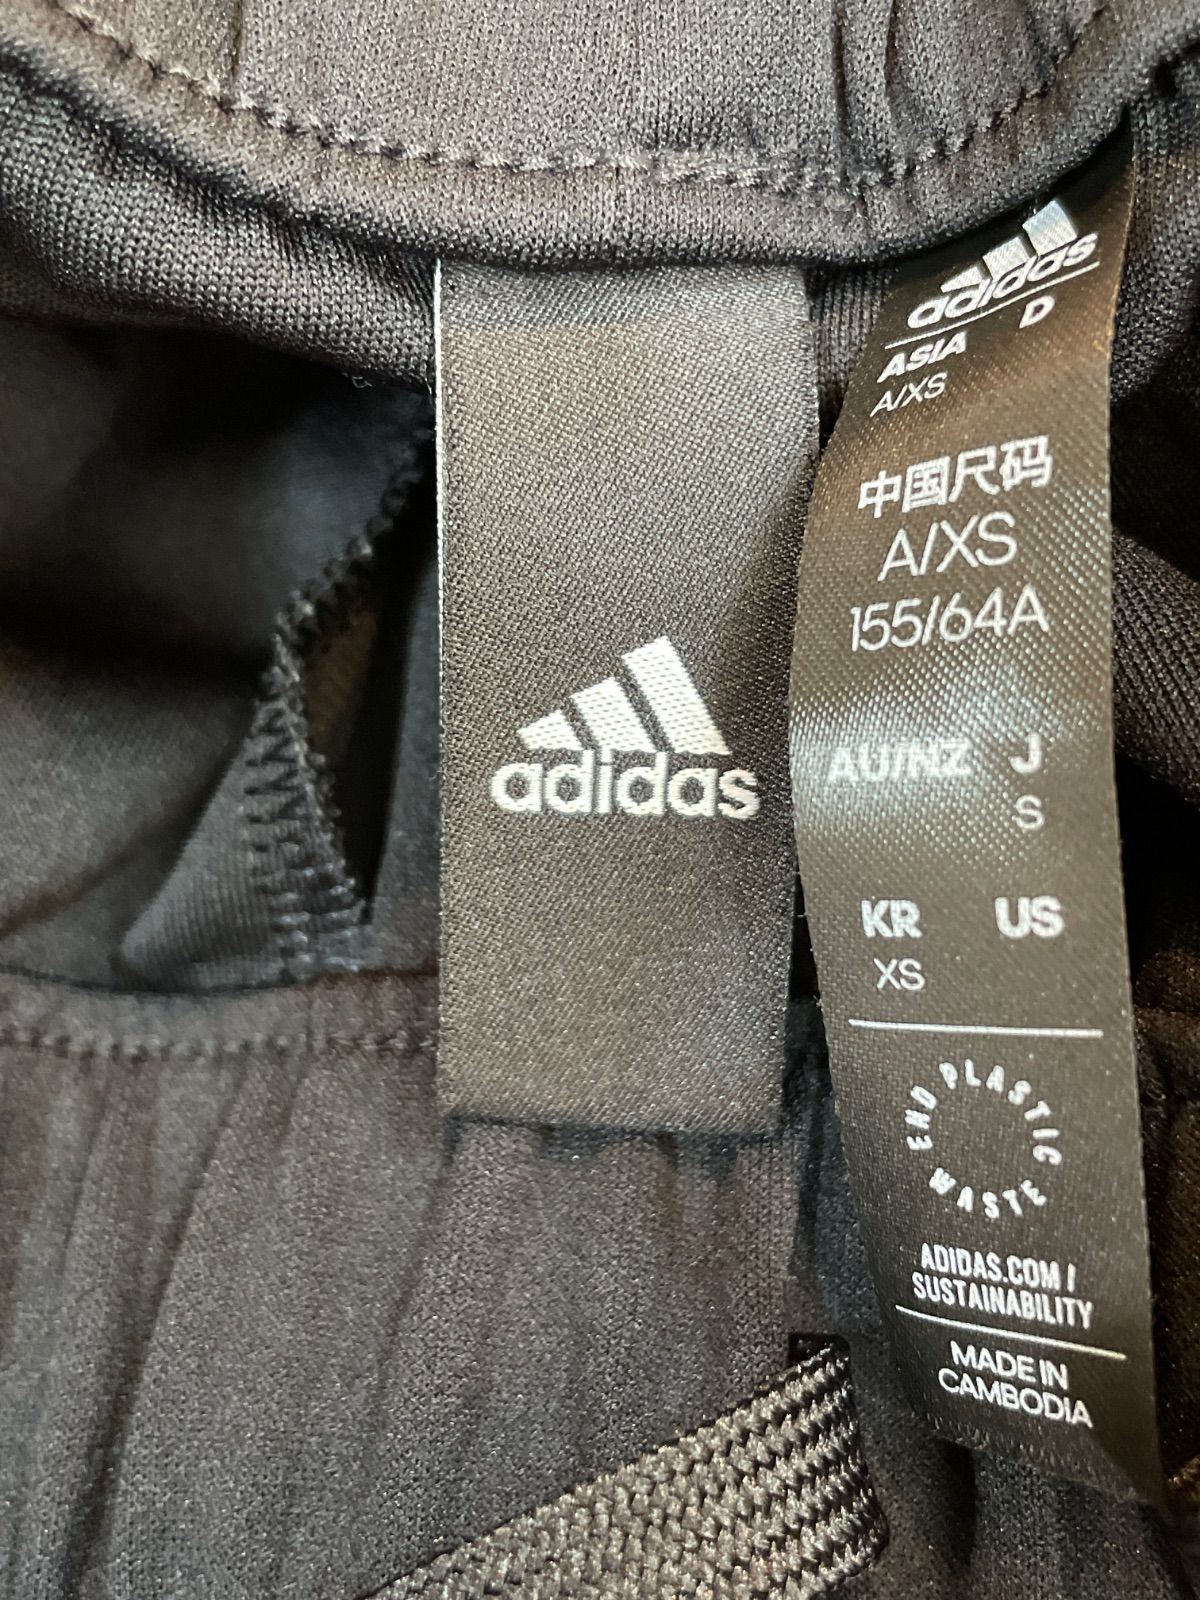 adidas
adidas
ASIA D
A/XS
中国尺码
A/XS
155/64A
AU/NZ J
S
KR US
XS
END PLASTIC WASTE
ADIDAS.COM /
SUSTAINABILITY
MADE IN
CAMBODIA